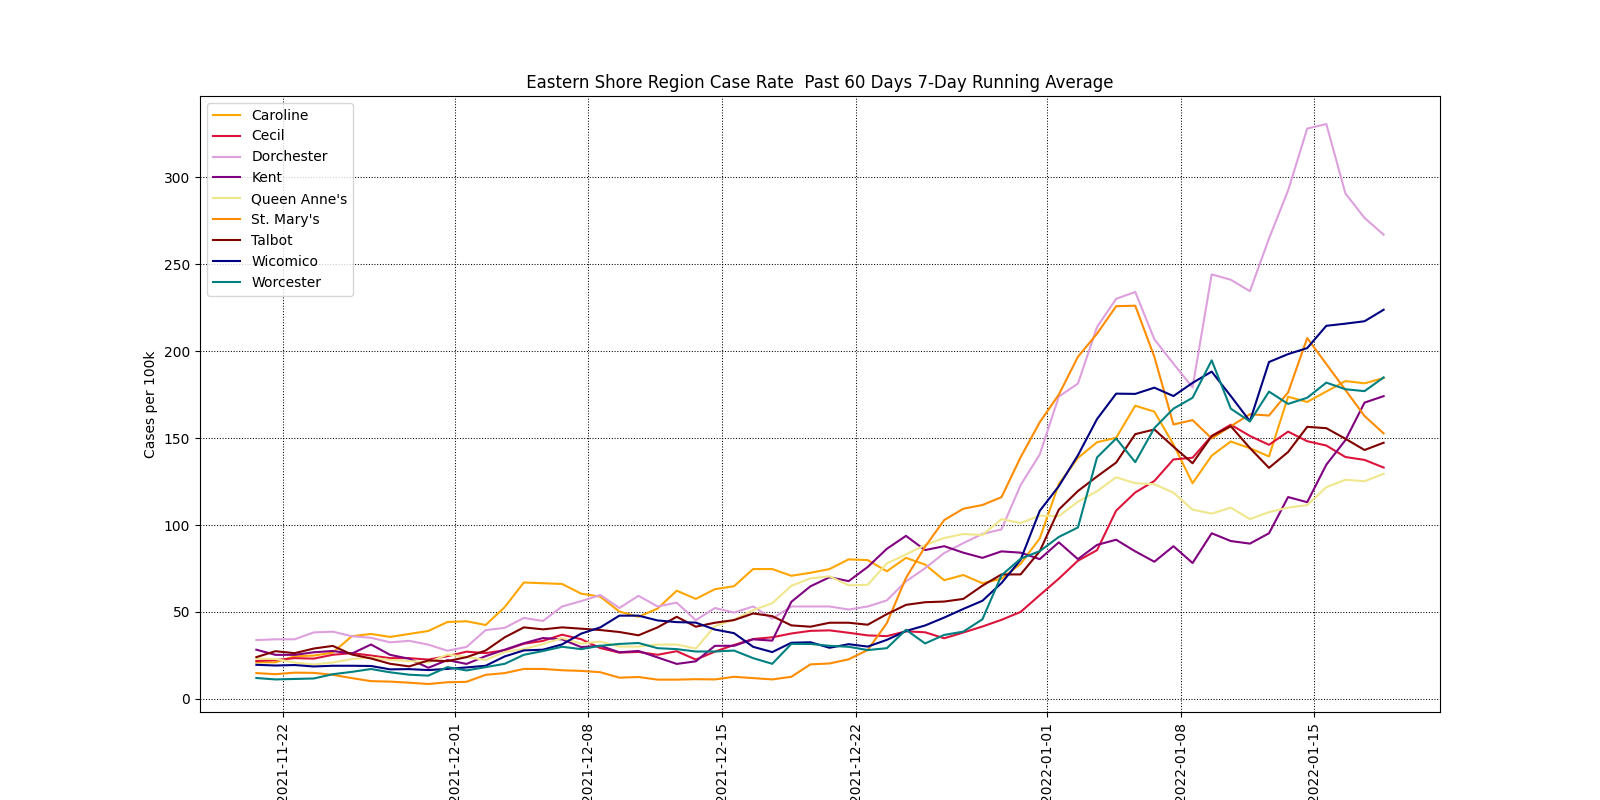 Eastern Shore Region Case Rate  Past 60 Days 7-Day Running Average
Caroline
Cecil
Dorchester
Kent
Queen Anne's
St. Mary's
Talbot
Wicomico
Worcester
Cases per 100k
300
250
200
150
100
50
0
2021-11-22
2021-12-01
2021-12-08
2021-12-15
2021-12-22
2022-01-01
2022-01-08
2022-01-15